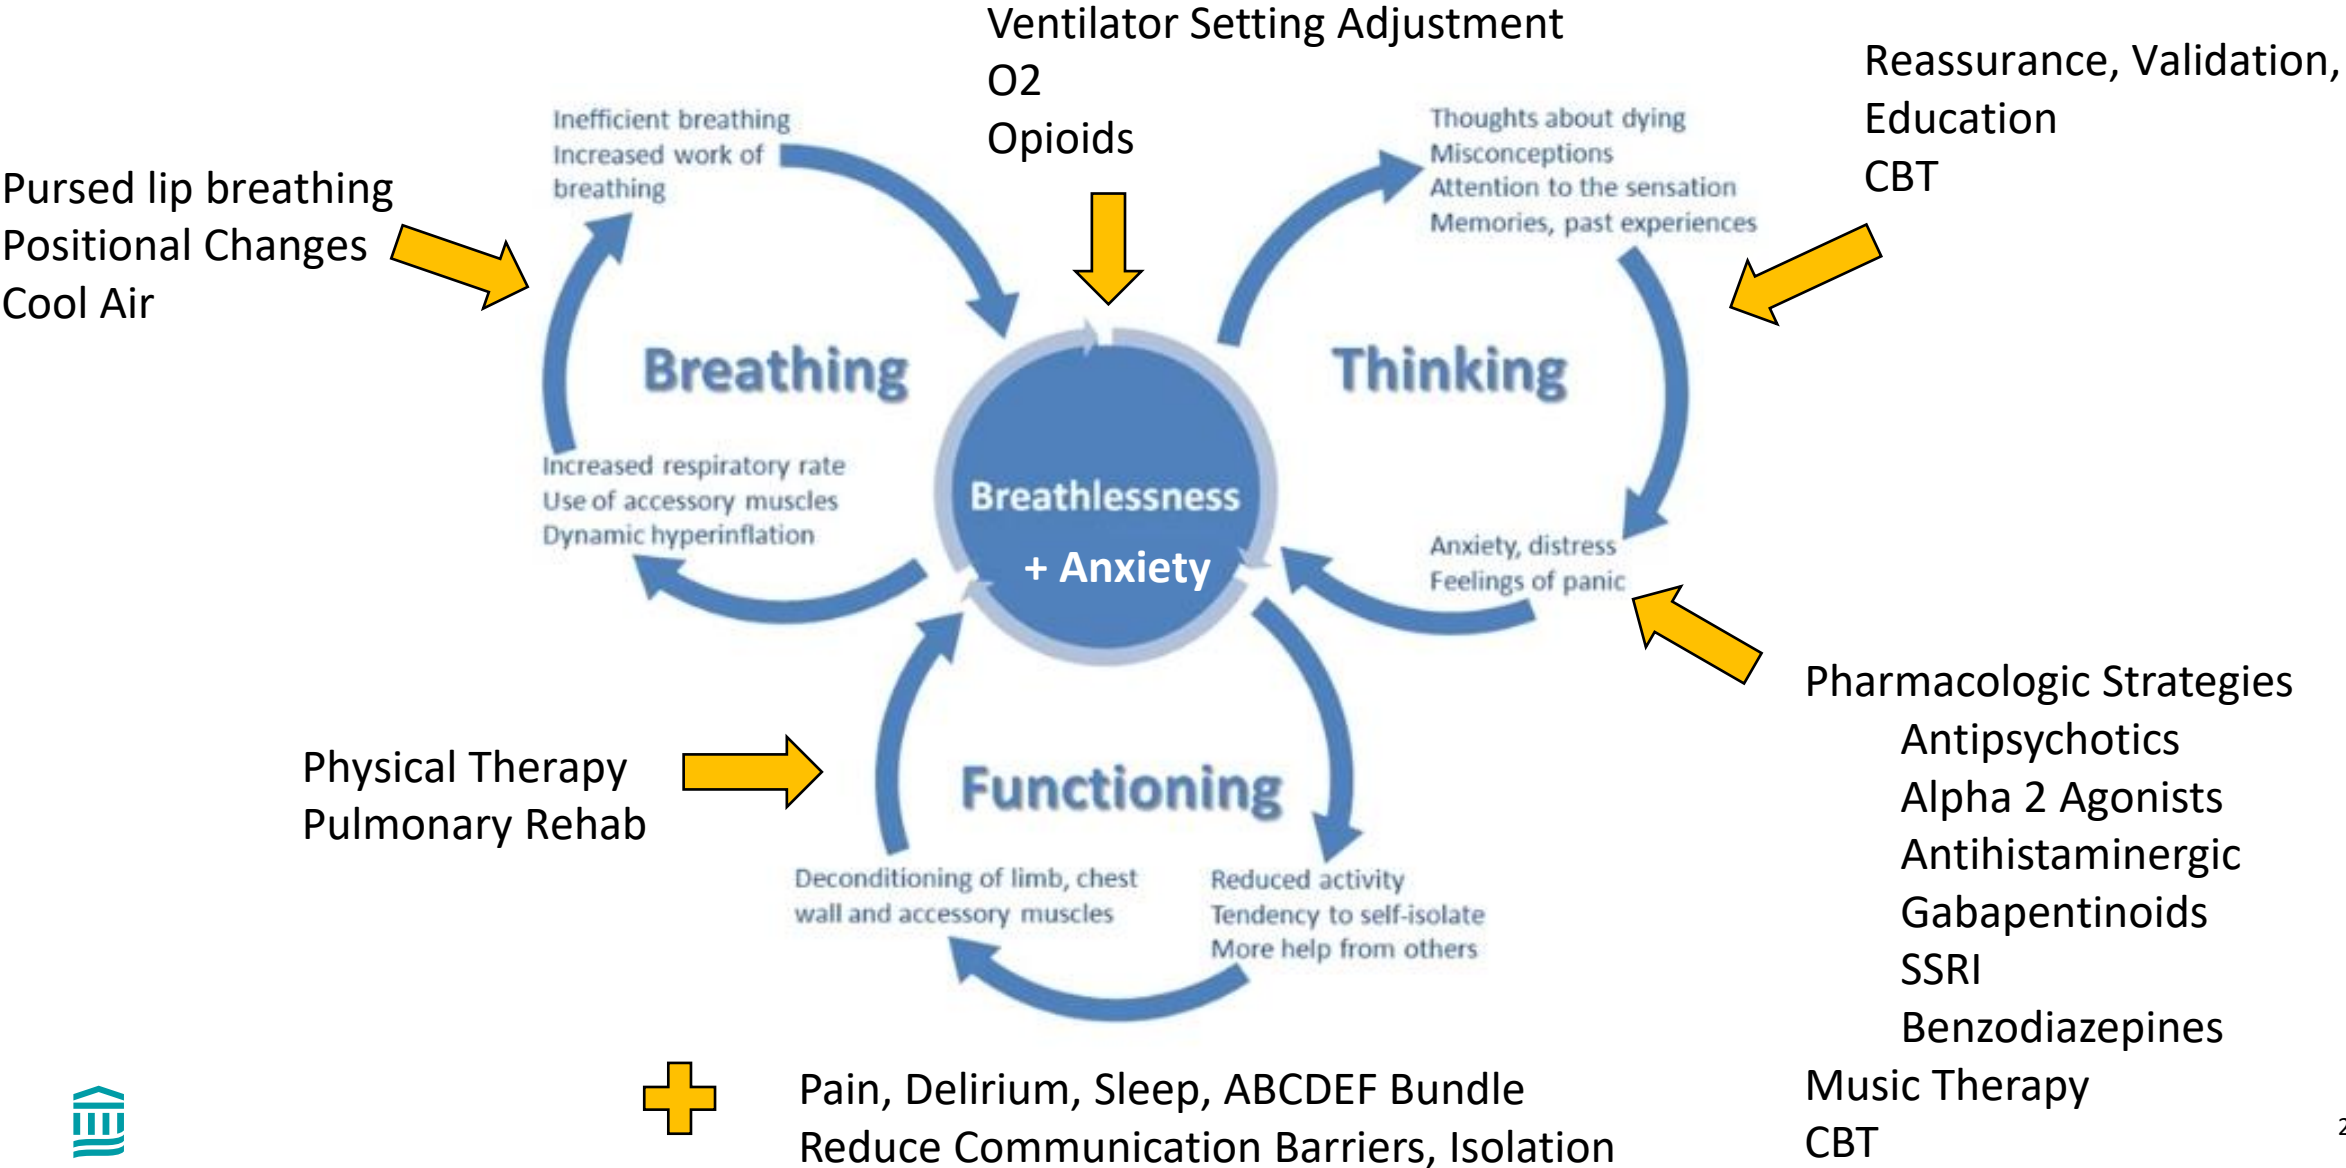 Ventilator Setting Adjustment
O2
Opioids
Reassurance, Validation,
Education
CBT
Inefficient breathing
Increased work of
breathing
Thoughts about dying
Misconceptions
Attention to the sensation
Memories, past experiences
Pursed lip breathing
Positional Changes
Cool Air
Breathing
Thinking
Increased respiratory rate
Use of accessory muscles
Dynamic hyperinflation
Breathlessness
+ Anxiety
Anxiety, distress
Feelings of panic
Physical Therapy
Pulmonary Rehab
Functioning
Deconditioning of limb, chest
wall and accessory muscles
Reduced activity
Tendency to self-isolate
More help from others
Pharmacologic Strategies
Antipsychotics
Alpha 2 Agonists
Antihistaminergic
Gabapentinoids
SSRI
Benzodiazepines
Music Therapy
CBT
Pain, Delirium, Sleep, ABCDEF Bundle
Reduce Communication Barriers, Isolation